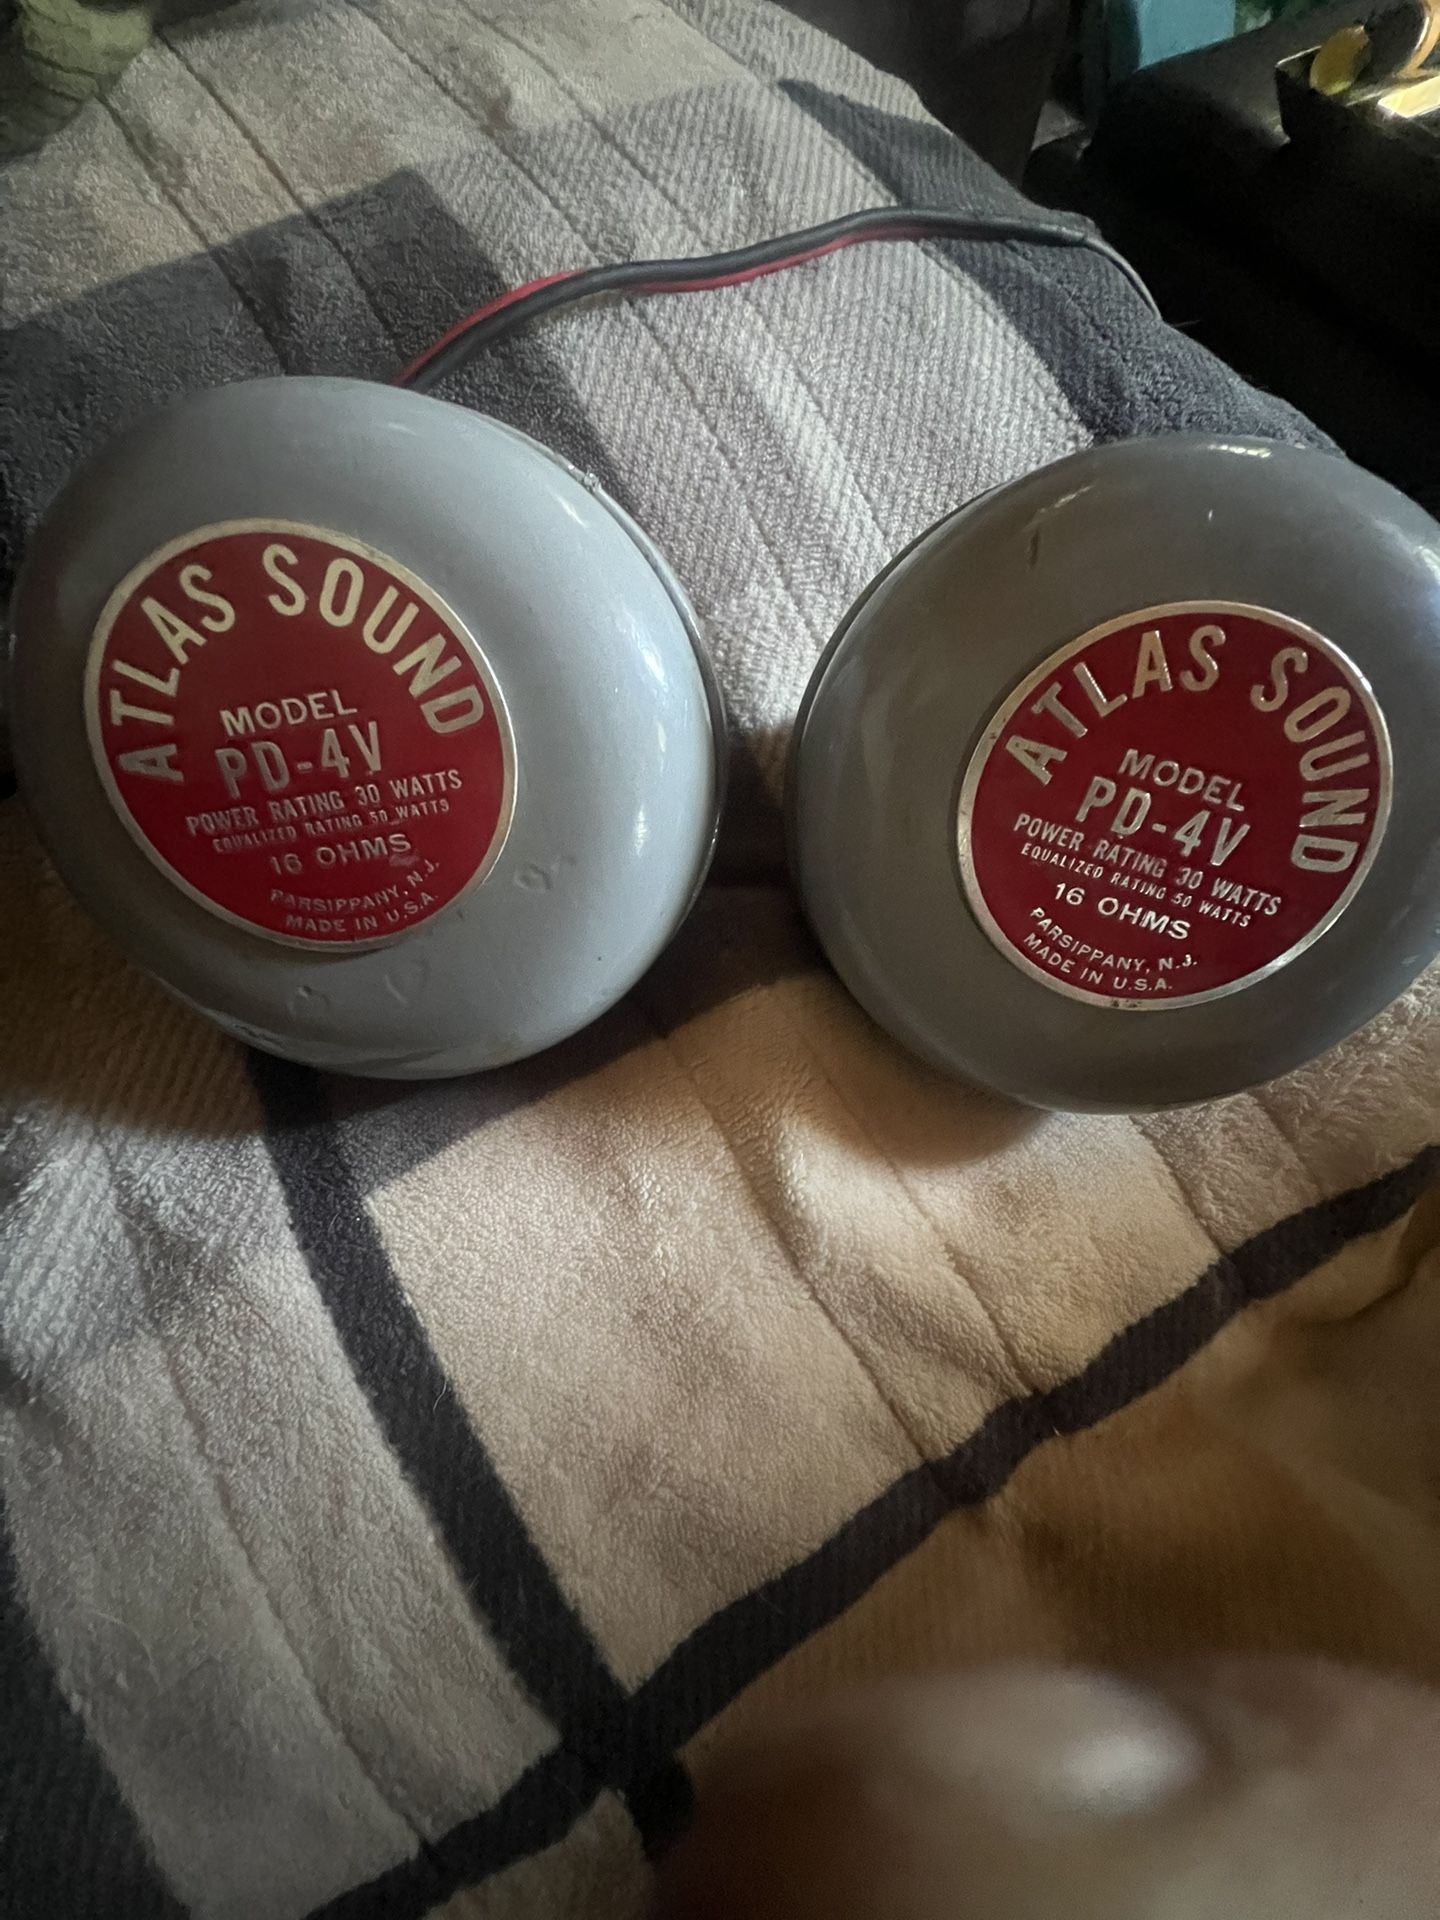 ATLAS SOUND
MODEL
PD-4V
POWER RATING 30 WATTS
EQUALIZED RATING 50 WATTS
16 OHMS
PARSIPPANY, N.J.
MADE IN U.S.A.
ATLAS SOUND
MODEL
PD-4V
POWER RATING 30 WATTS
EQUALIZED RATING 50 WATTS
16 OHMS
PARSIPPANY, N.J.
MADE IN U.S.A.